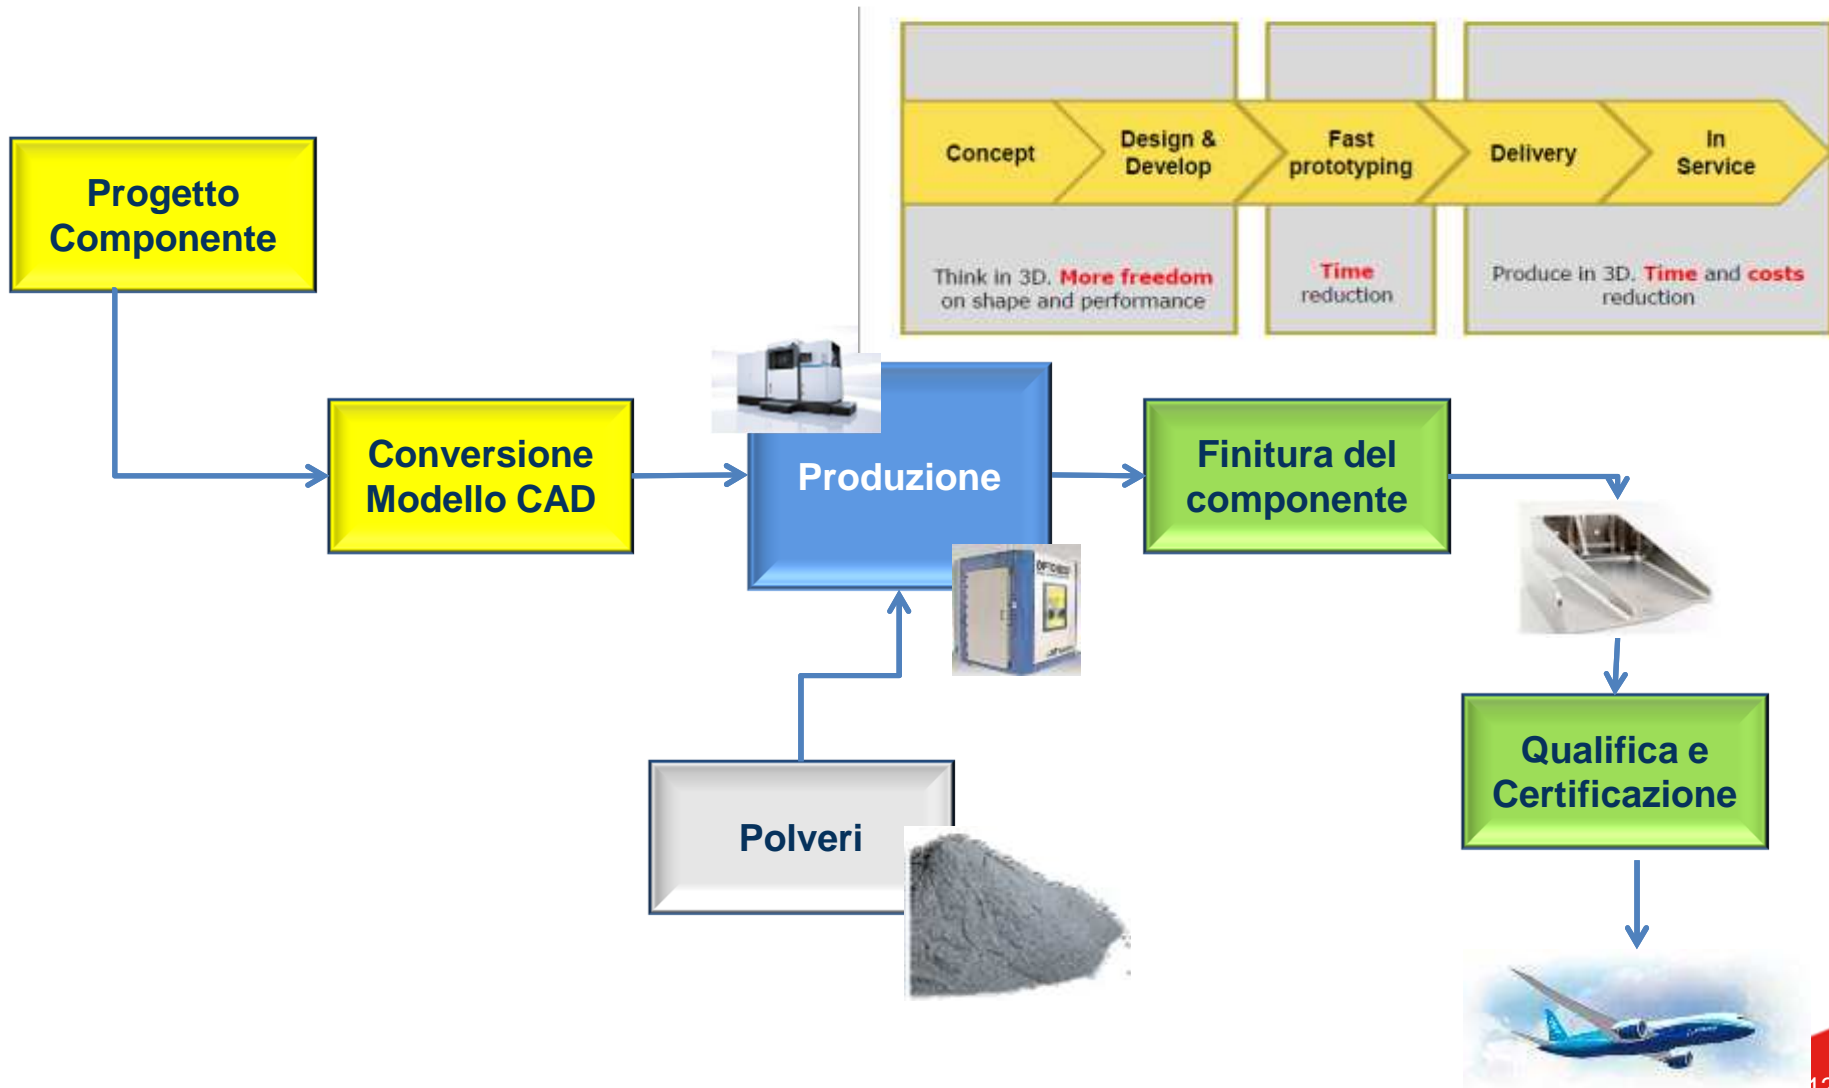 Concept
Design &
Develop
Fast
prototyping
Delivery
In
Service
Think in 3D. More freedom
on shape and performance
Time
reduction
Produce in 3D. Time and costs
reduction
Progetto
Componente
Conversione
Modello CAD
Produzione
Finitura del
componente
Polveri
Qualifica e
Certificazione